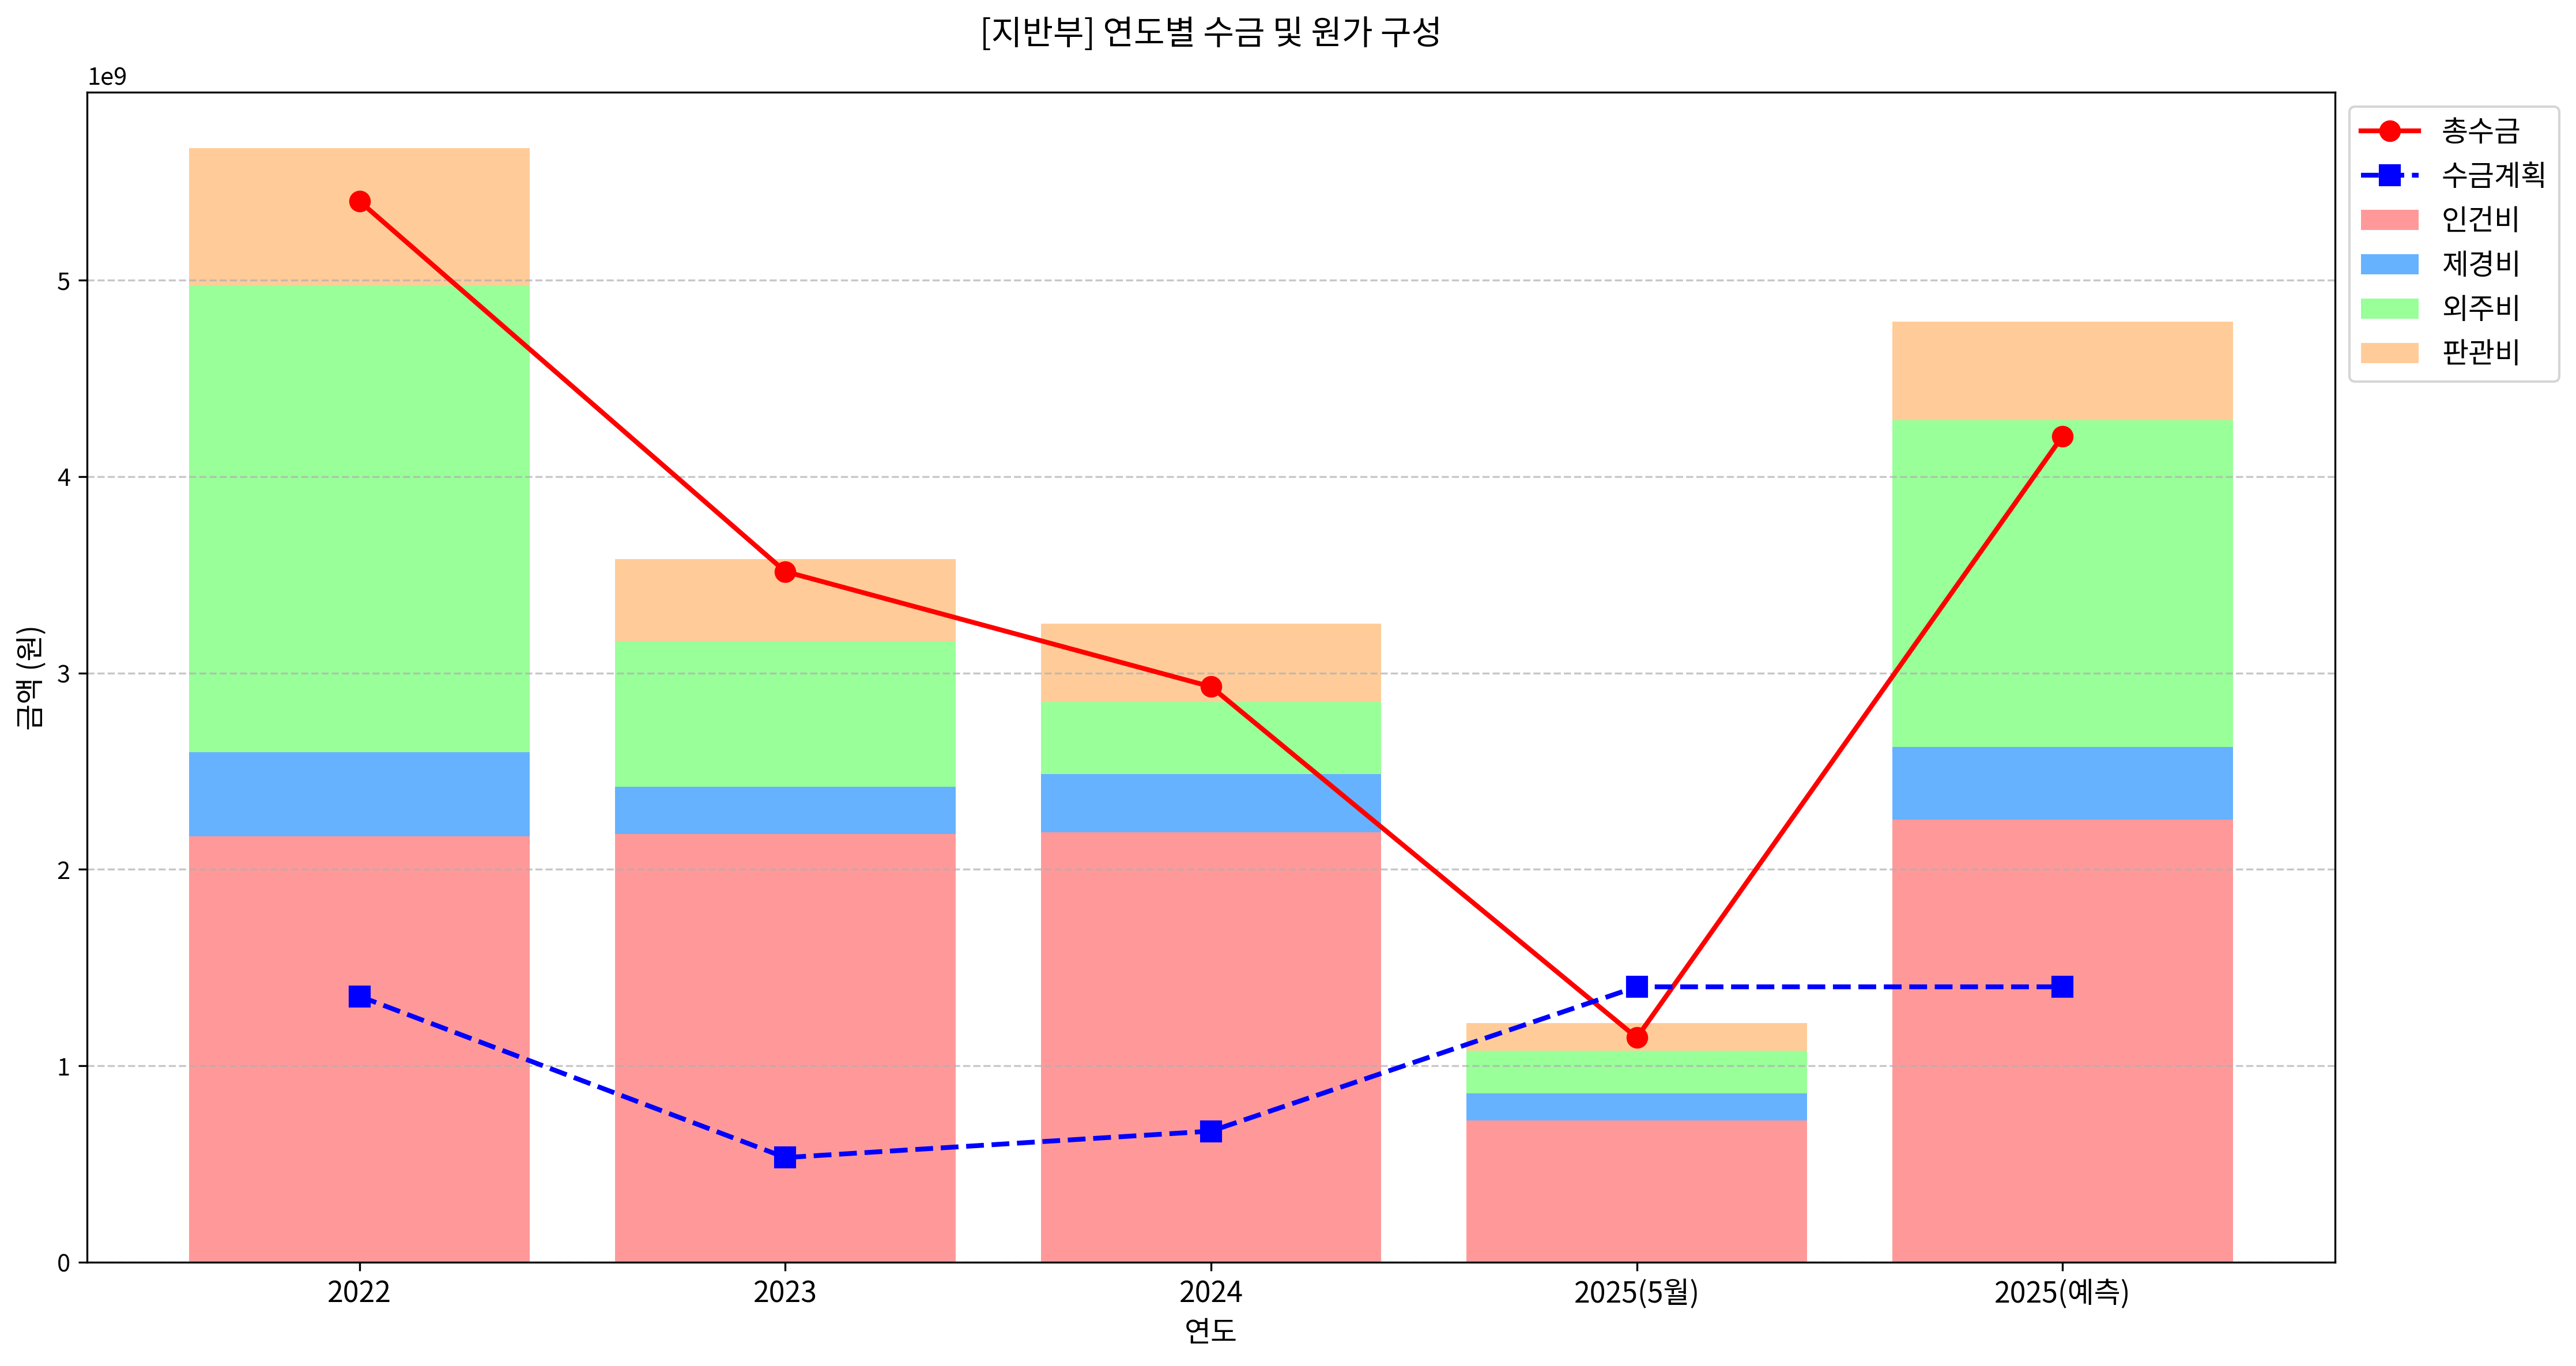 [지반부] 연도별 수금 및 원가 구성
1e9
총수금
수금계획
인건비
제경비
외주비
판관비
5
4
3
2
1
0
금액 (원)
2022
2023
2024
2025(5월)
2025(예측)
연도